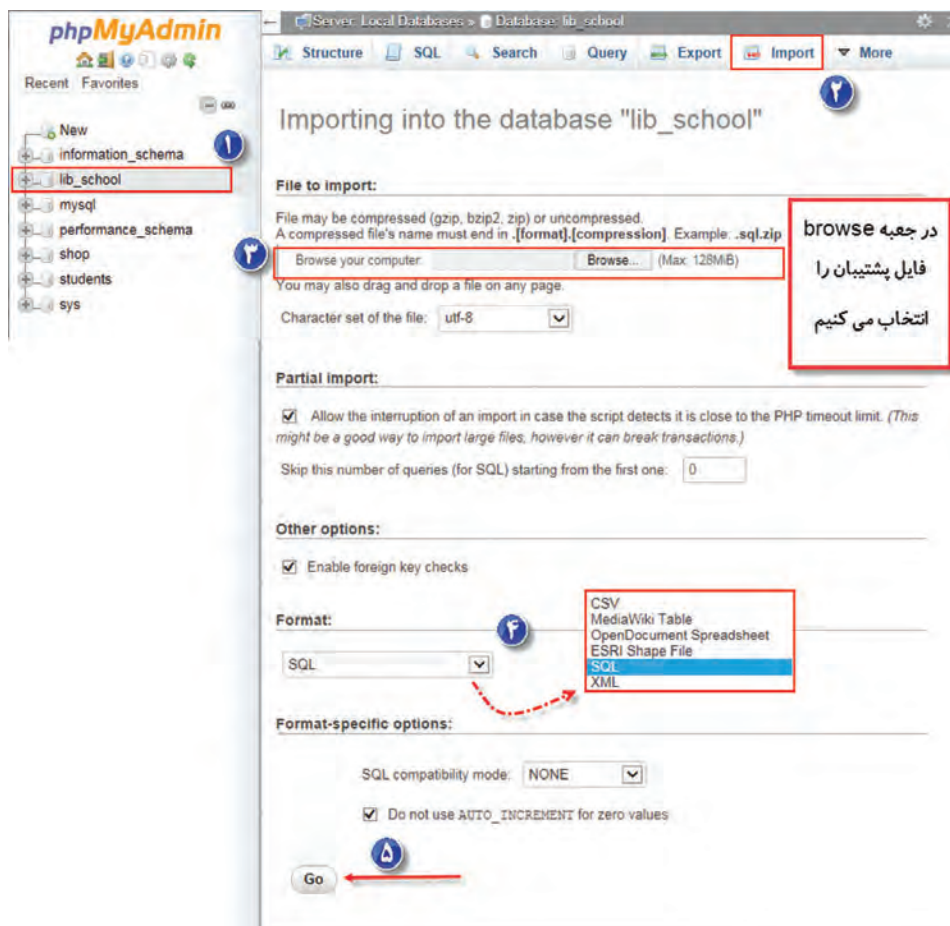 phpMyAdmin
Recent Favorites
New
information_schema
lib_school
mysql
performance_schema
shop
students
sys
۱
Server: Local Databases » Database: lib_school
Structure SQL Search Query Export Import More
۲
Importing into the database "lib_school"
File to import:
File may be compressed (gzip, bzip2, zip) or uncompressed.
A compressed file's name must end in .[format].[compression]. Example: .sql.zip
۳
Browse your computer: Browse... (Max: 128MiB)
You may also drag and drop a file on any page.
Character set of the file: utf-8
در جعبه browse
فایل پشتیبان را
انتخاب می کنیم
Partial import:
Allow the interruption of an import in case the script detects it is close to the PHP timeout limit. (This
might be a good way to import large files, however it can break transactions.)
Skip this number of queries (for SQL) starting from the first one: 0
Other options:
Enable foreign key checks
Format:
۴
SQL
CSV
MediaWiki Table
OpenDocument Spreadsheet
ESRI Shape File
SQL
XML
Format-specific options:
SQL compatibility mode: NONE
Do not use AUTO_INCREMENT for zero values
۵
Go